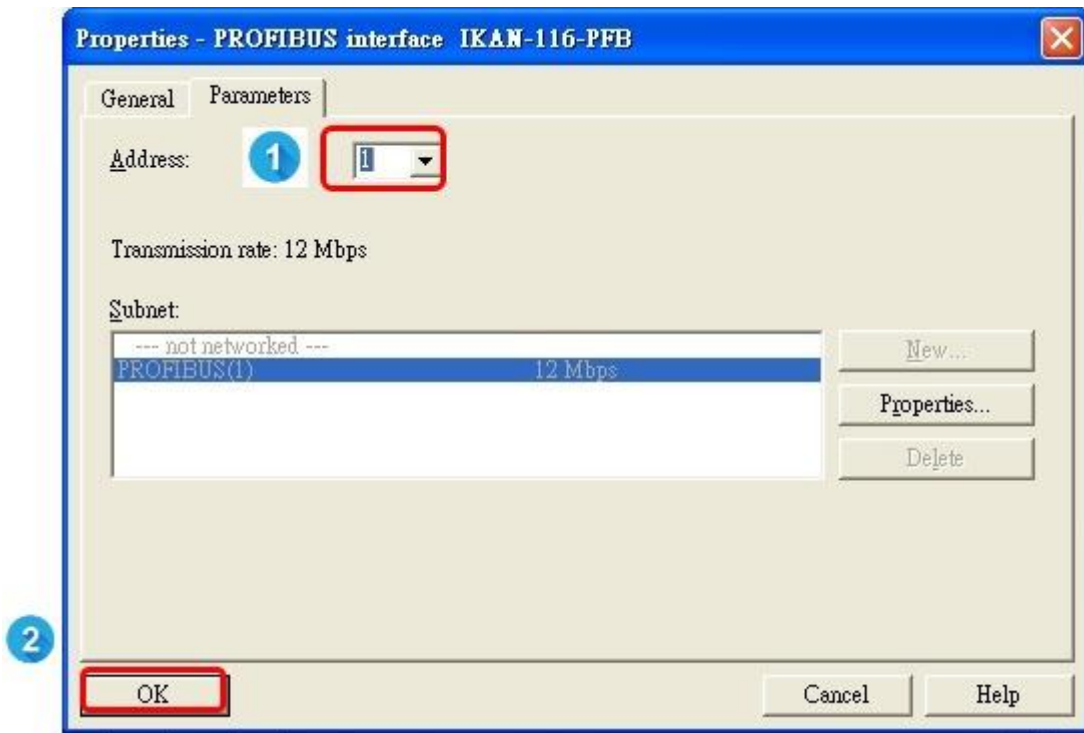 Properties - PROFIBUS interface IKAN-116-PFB
General Parameters
Address: 1 1
Transmission rate: 12 Mbps
Subnet:
--- not networked ---
PROFIBUS(1) 12 Mbps
New...
Properties...
Delete
2
OK Cancel Help